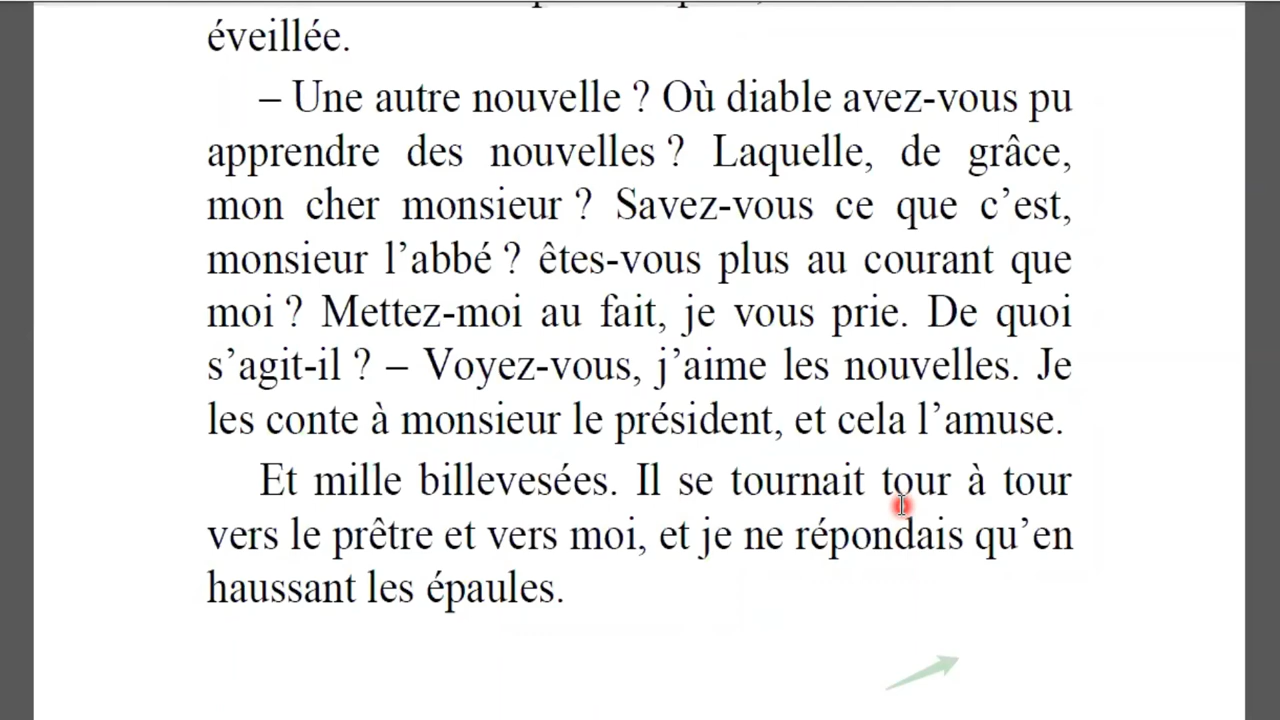 éveillée.
– Une autre nouvelle ? Où diable avez-vous pu
apprendre des nouvelles ? Laquelle, de grâce,
mon cher monsieur ? Savez-vous ce que c’est,
monsieur l’abbé ? êtes-vous plus au courant que
moi ? Mettez-moi au fait, je vous prie. De quoi
s’agit-il ? – Voyez-vous, j’aime les nouvelles. Je
les conte à monsieur le président, et cela l’amuse.
Et mille billevesées. Il se tournait tour à tour
vers le prêtre et vers moi, et je ne répondais qu’en
haussant les épaules.